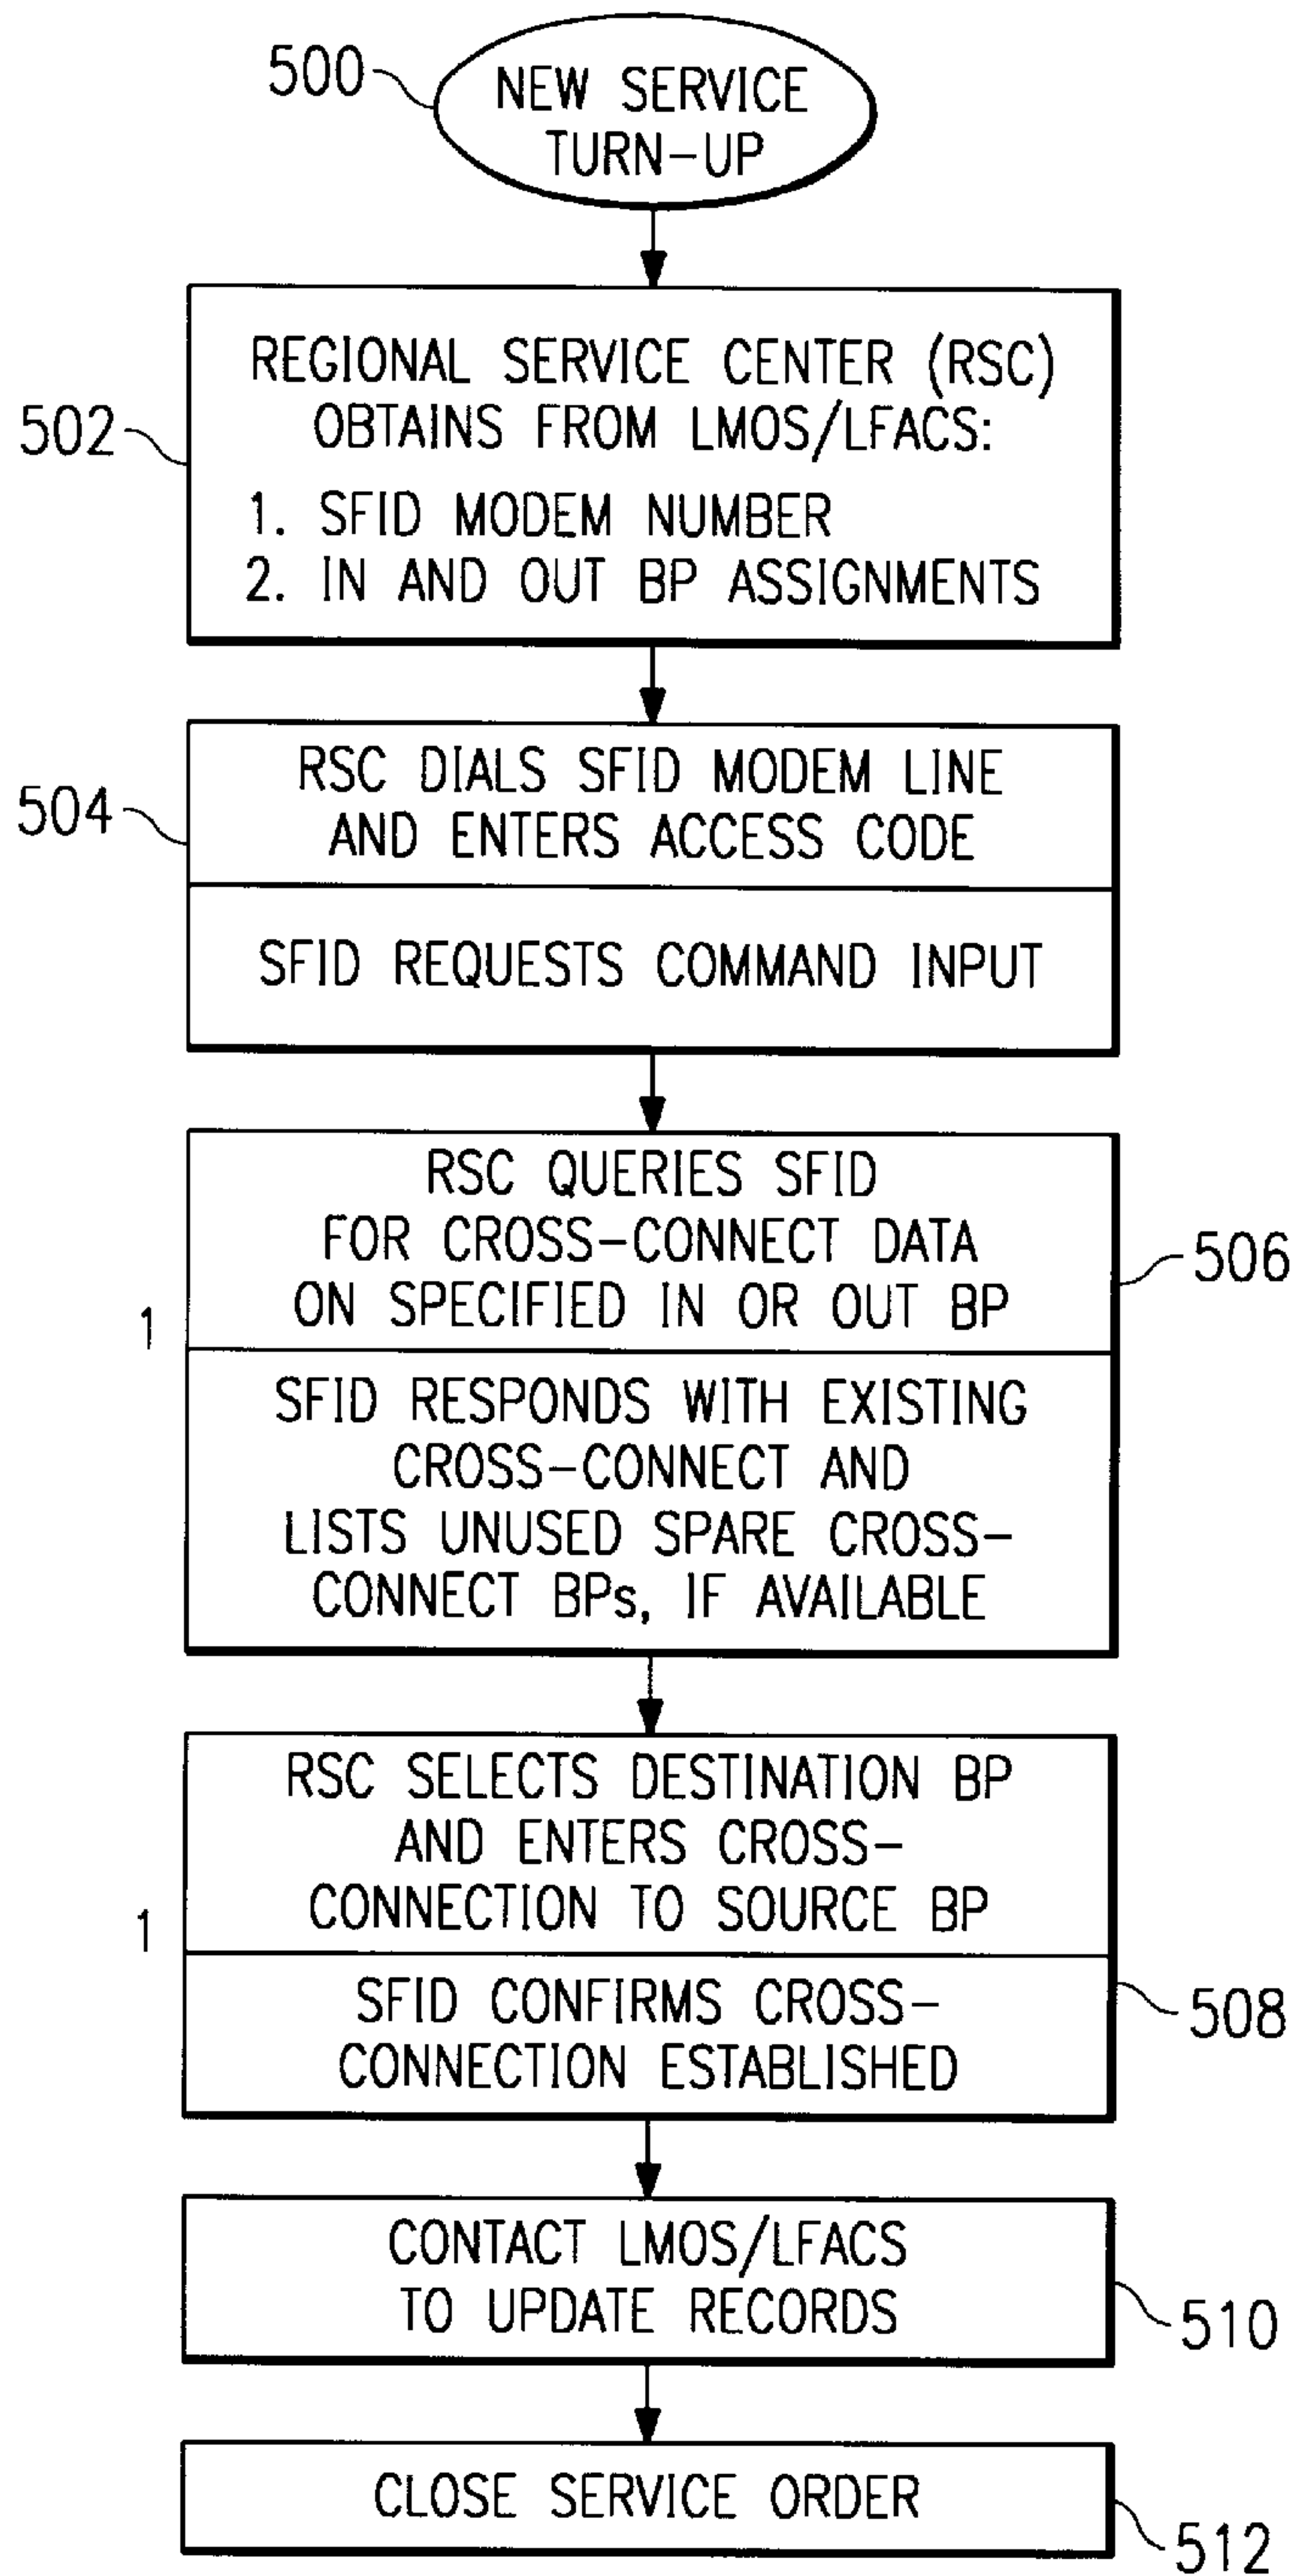 500
NEW SERVICE
TURN-UP
502
REGIONAL SERVICE CENTER (RSC)
OBTAINS FROM LMOS/LFACS:
1. SFID MODEM NUMBER
2. IN AND OUT BP ASSIGNMENTS
504
RSC DIALS SFID MODEM LINE
AND ENTERS ACCESS CODE
SFID REQUESTS COMMAND INPUT
506
RSC QUERIES SFID
FOR CROSS-CONNECT DATA
ON SPECIFIED IN OR OUT BP
1
SFID RESPONDS WITH EXISTING
CROSS-CONNECT AND
LISTS UNUSED SPARE CROSS-
CONNECT BPs, IF AVAILABLE
RSC SELECTS DESTINATION BP
AND ENTERS CROSS-
CONNECTION TO SOURCE BP
1
SFID CONFIRMS CROSS-
CONNECTION ESTABLISHED
508
CONTACT LMOS/LFACS
TO UPDATE RECORDS
510
CLOSE SERVICE ORDER
512